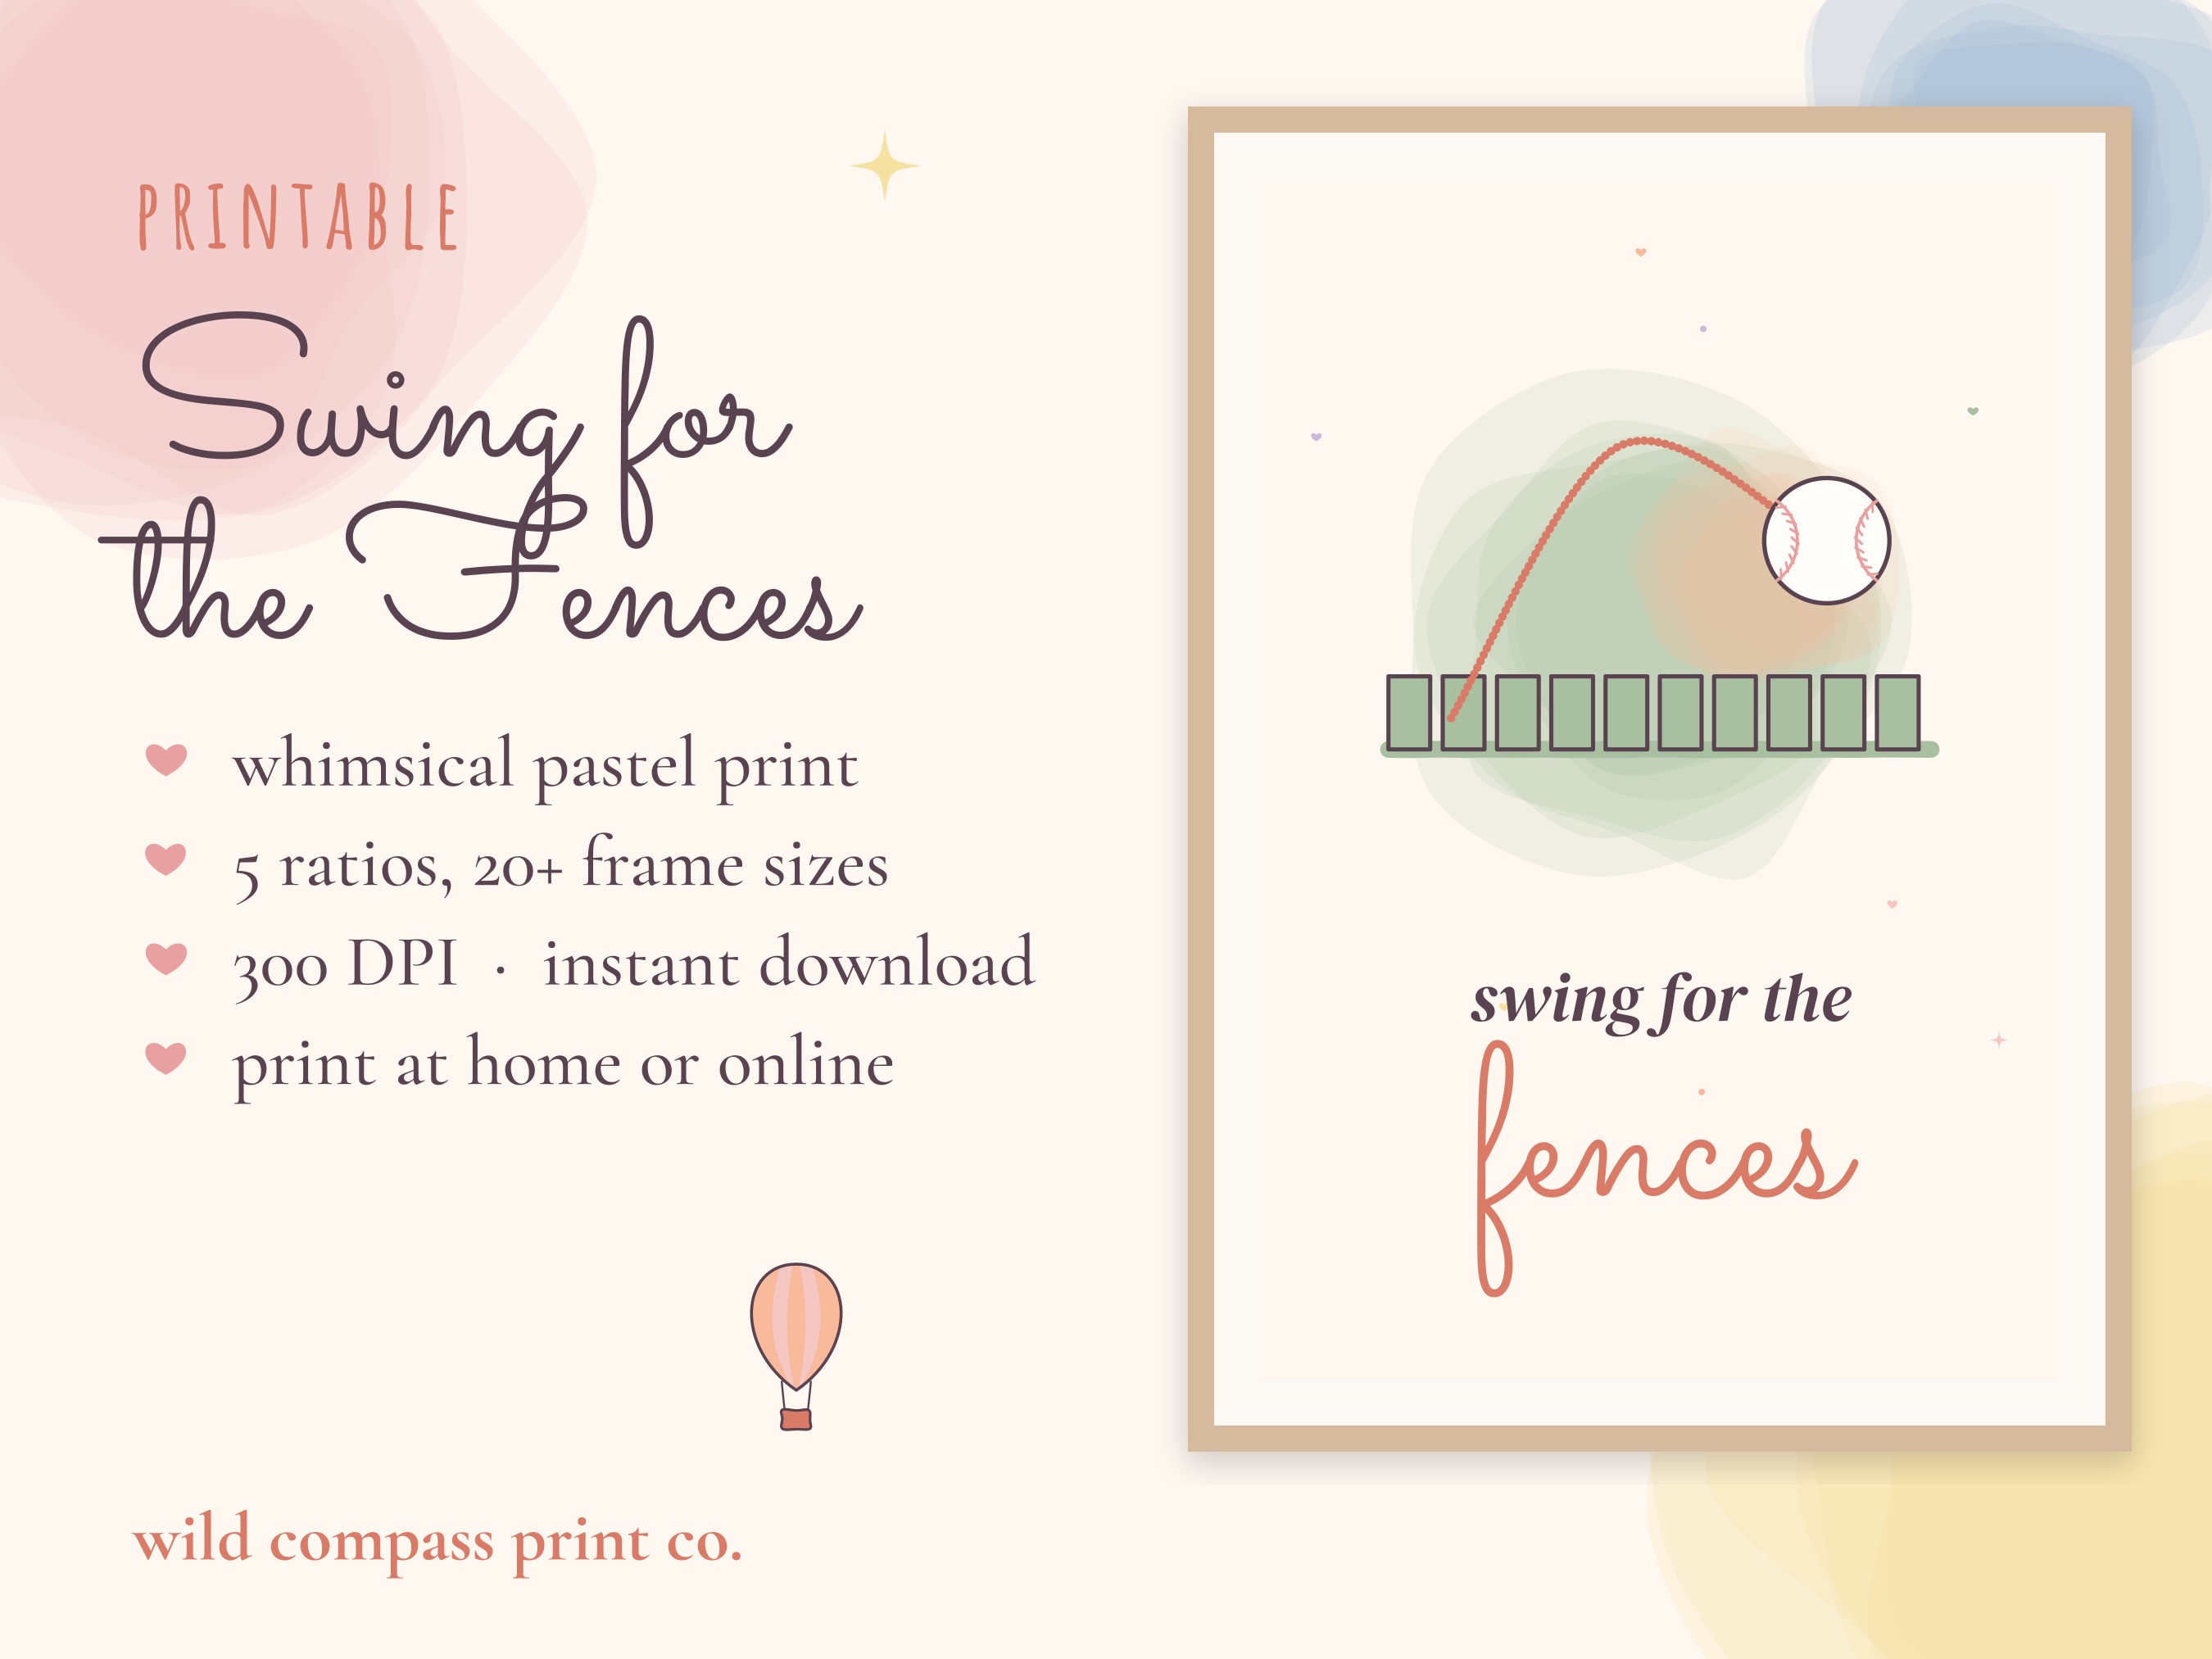 PRINTABLE
Swing for
the Fences
whimsical pastel print
5 ratios, 20+ frame sizes
300 DPI · instant download
print at home or online
wild compass print co.
swing for the
fences